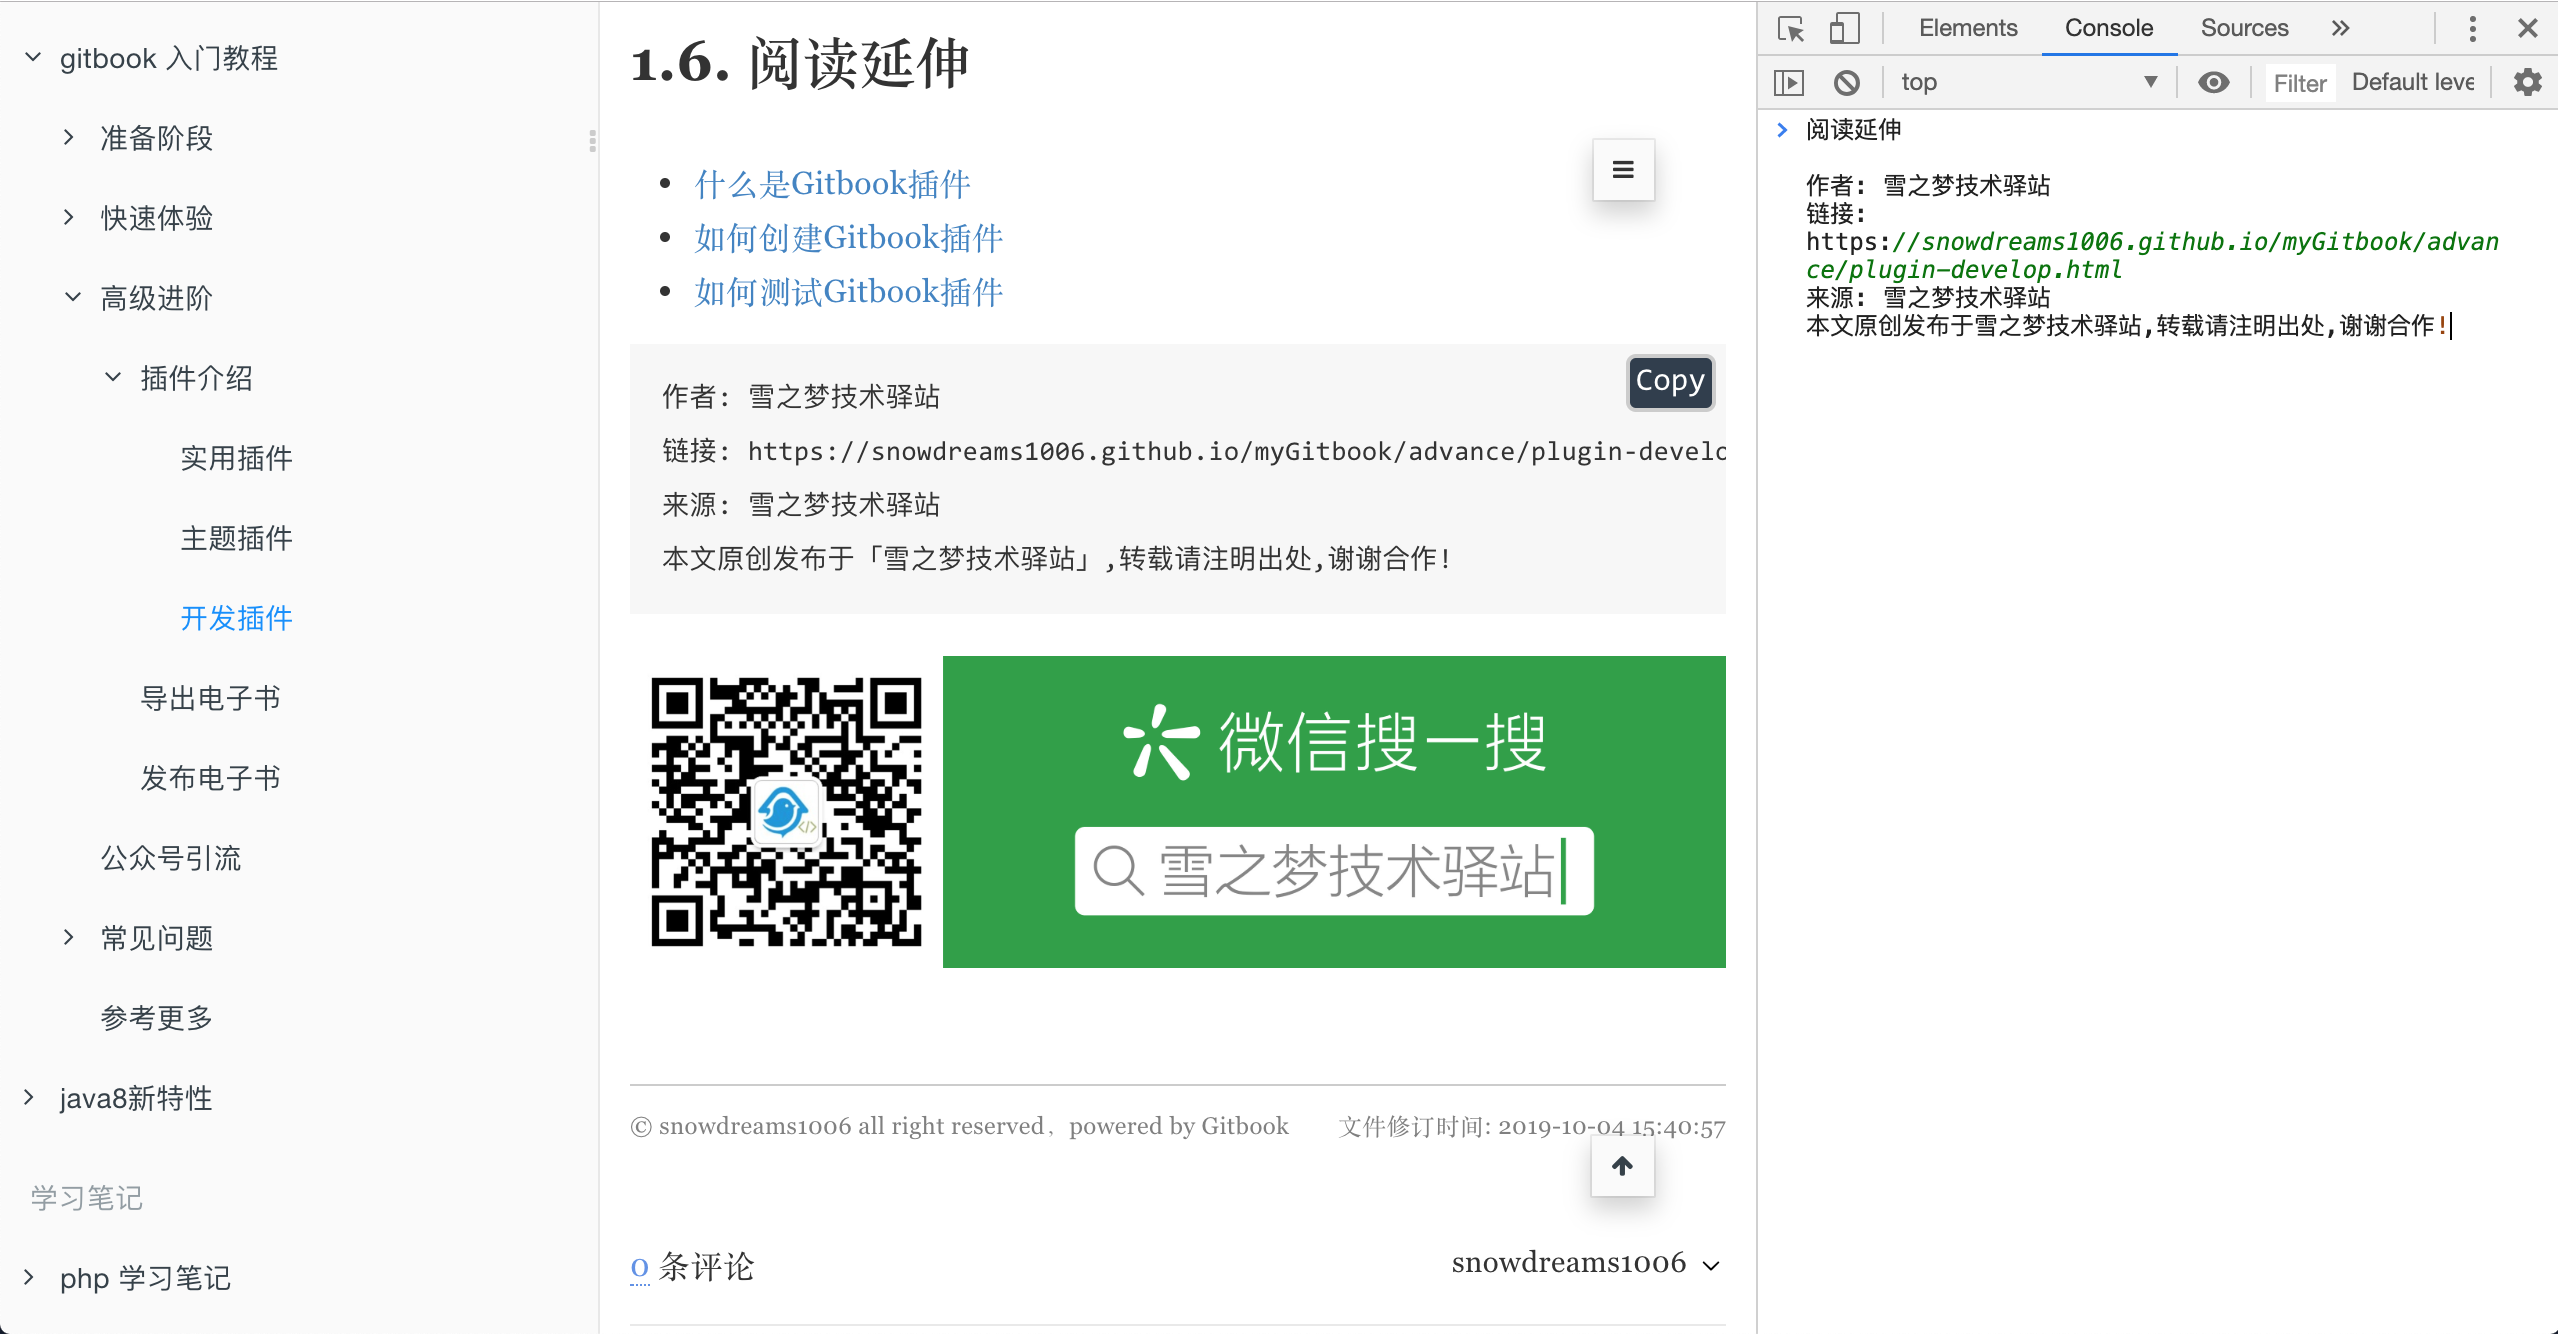 gitbook 入门教程
准备阶段
快速体验
高级进阶
插件介绍
实用插件
主题插件
开发插件
导出电子书
发布电子书
公众号引流
常见问题
参考更多
java8新特性
学习笔记
php 学习笔记
1.6. 阅读延伸
什么是Gitbook插件
如何创建Gitbook插件
如何测试Gitbook插件
Copy
作者: 雪之梦技术驿站
链接: https://snowdreams1006.github.io/myGitbook/advance/plugin-develo
来源: 雪之梦技术驿站
本文原创发布于「雪之梦技术驿站」,转载请注明出处,谢谢合作!
微信搜一搜
雪之梦技术驿站
© snowdreams1006 all right reserved，powered by Gitbook 文件修订时间: 2019-10-04 15:40:57
0 条评论 snowdreams1006
Elements Console Sources
top Filter Default leve
阅读延伸
作者: 雪之梦技术驿站
链接:
https://snowdreams1006.github.io/myGitbook/advan
ce/plugin-develop.html
来源: 雪之梦技术驿站
本文原创发布于雪之梦技术驿站,转载请注明出处,谢谢合作!